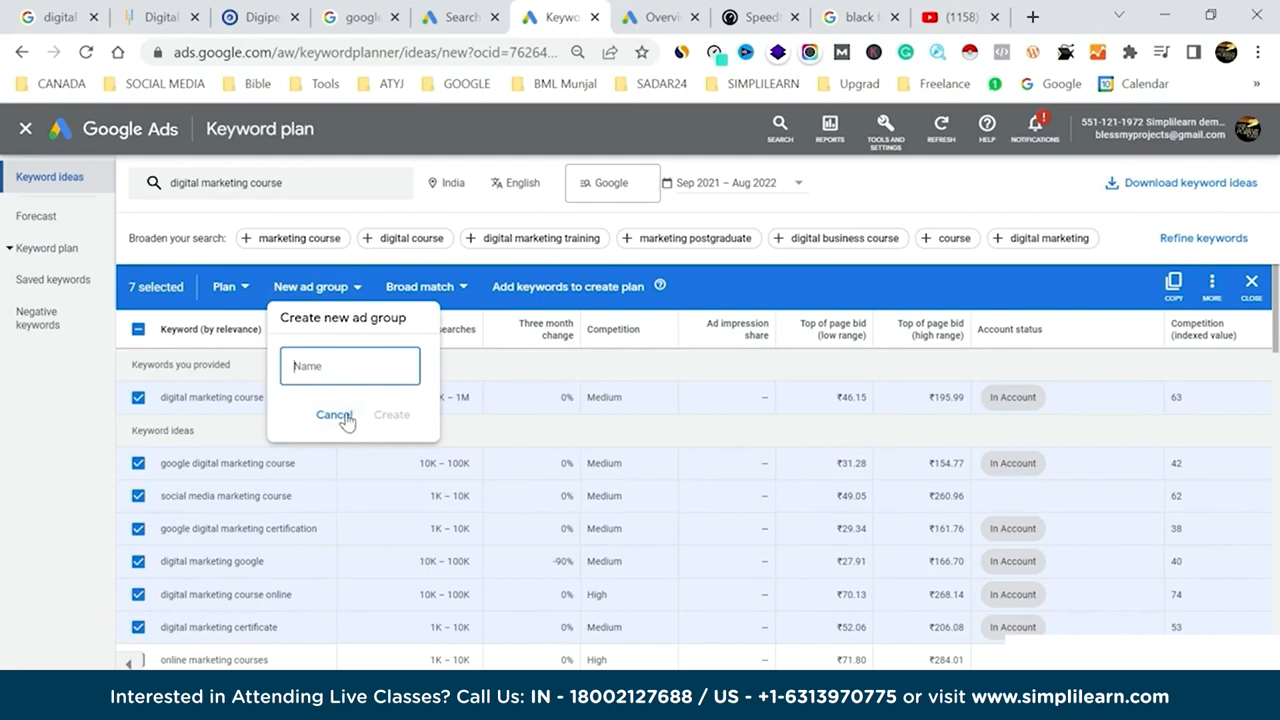 digital
Digital
Digipe
google
Search
Keywo
Overvi
Speed
black f
(1158)
ads.google.com/aw/keywordplanner/ideas/new?ocid=76264...
CANADA
SOCIAL MEDIA
Bible
Tools
ATYJ
GOOGLE
BML Munjal
SADAR24
SIMPLILEARN
Upgrad
Freelance
Google
Calendar
»
Google Ads
Keyword plan
SEARCH
REPORTS
TOOLS AND SETTINGS
REFRESH
HELP
NOTIFICATIONS
551-121-1972 Simplilearn dem...
blessmyprojects@gmail.com
Keyword ideas
Forecast
Keyword plan
Saved keywords
Negative keywords
digital marketing course
India
English
Google
Sep 2021 – Aug 2022
Download keyword ideas
Broaden your search:
marketing course
digital course
digital marketing training
marketing postgraduate
digital business course
course
digital marketing
Refine keywords
7 selected
Plan
New ad group
Broad match
Add keywords to create plan
COPY
MORE
CLOSE
Create new ad group
Name
Cancel
Create
Keyword (by relevance)
searches
Three month change
Competition
Ad impression share
Top of page bid (low range)
Top of page bid (high range)
Account status
Competition (indexed value)
Keywords you provided
digital marketing course K – 1M 0% Medium – ₹46.15 ₹195.99 In Account 63
Keyword ideas
google digital marketing course 10K – 100K 0% Medium – ₹31.28 ₹154.77 In Account 42
social media marketing course 1K – 10K 0% Medium – ₹49.05 ₹260.96 62
google digital marketing certification 1K – 10K 0% Medium – ₹29.34 ₹161.76 In Account 38
digital marketing google 10K – 100K -90% Medium – ₹27.91 ₹166.70 In Account 40
digital marketing course online 10K – 100K 0% High – ₹70.13 ₹268.14 In Account 74
digital marketing certificate 1K – 10K 0% Medium – ₹52.06 ₹206.08 In Account 53
online marketing courses 1K – 10K 0% High – ₹71.80 ₹284.01
Interested in Attending Live Classes? Call Us: IN - 18002127688 / US - +1-6313970775 or visit www.simplilearn.com